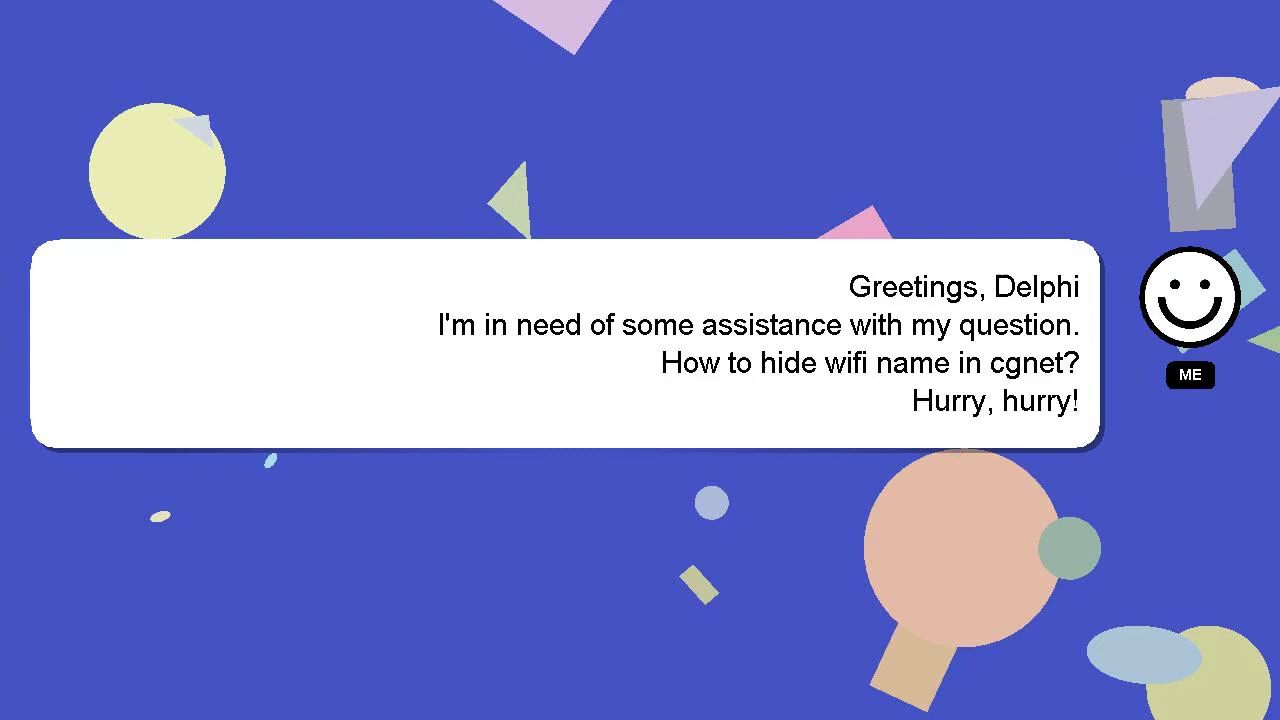 Greetings, Delphi
I'm in need of some assistance with my question.
How to hide wifi name in cgnet?
Hurry, hurry!
ME